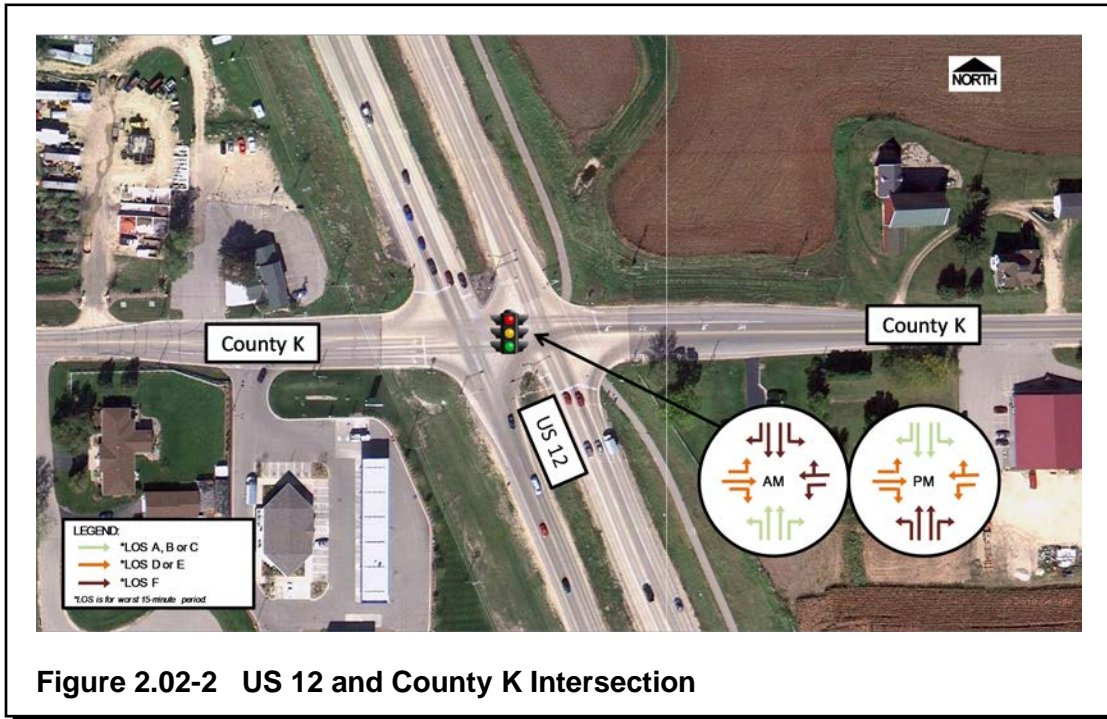 NORTH
County K
County K
US 12
AM
PM
LEGEND:
*LOS A, B or C
*LOS D or E
*LOS F
*LOS is for worst 15-minute period.
Figure 2.02-2 US 12 and County K Intersection